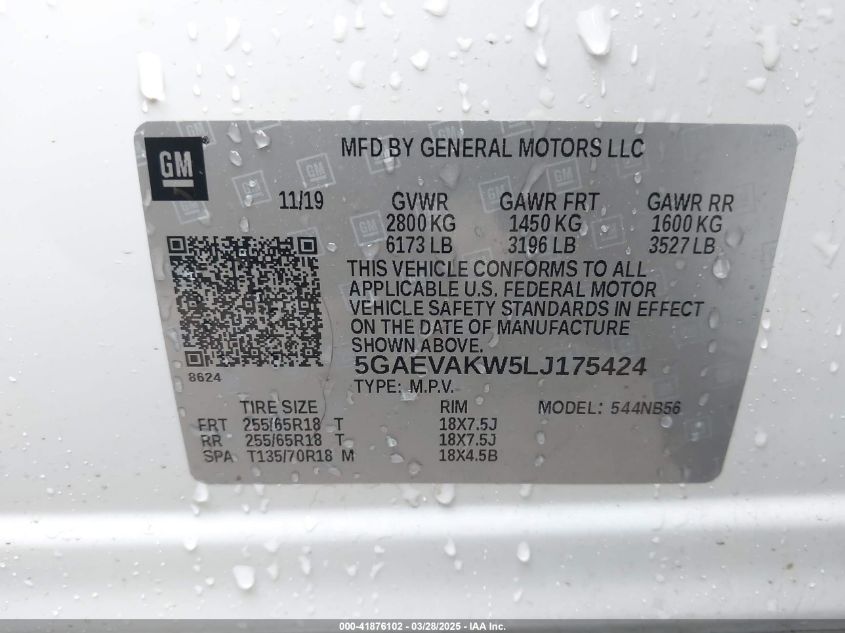 GM
MFD BY GENERAL MOTORS LLC
11/19 GVWR GAWR FRT GAWR RR
2800 KG 1450 KG 1600 KG
6173 LB 3196 LB 3527 LB
THIS VEHICLE CONFORMS TO ALL
APPLICABLE U.S. FEDERAL MOTOR
VEHICLE SAFETY STANDARDS IN EFFECT
ON THE DATE OF MANUFACTURE
SHOWN ABOVE.
5GAEVAKW5LJ175424
8624
TYPE: M.P.V.
TIRE SIZE RIM MODEL: 544NB56
FRT 255/65R18 T 18X7.5J
RR 255/65R18 T 18X7.5J
SPA T135/70R18 M 18X4.5B
000-41876102 - 03/28/2025 - IAA Inc.